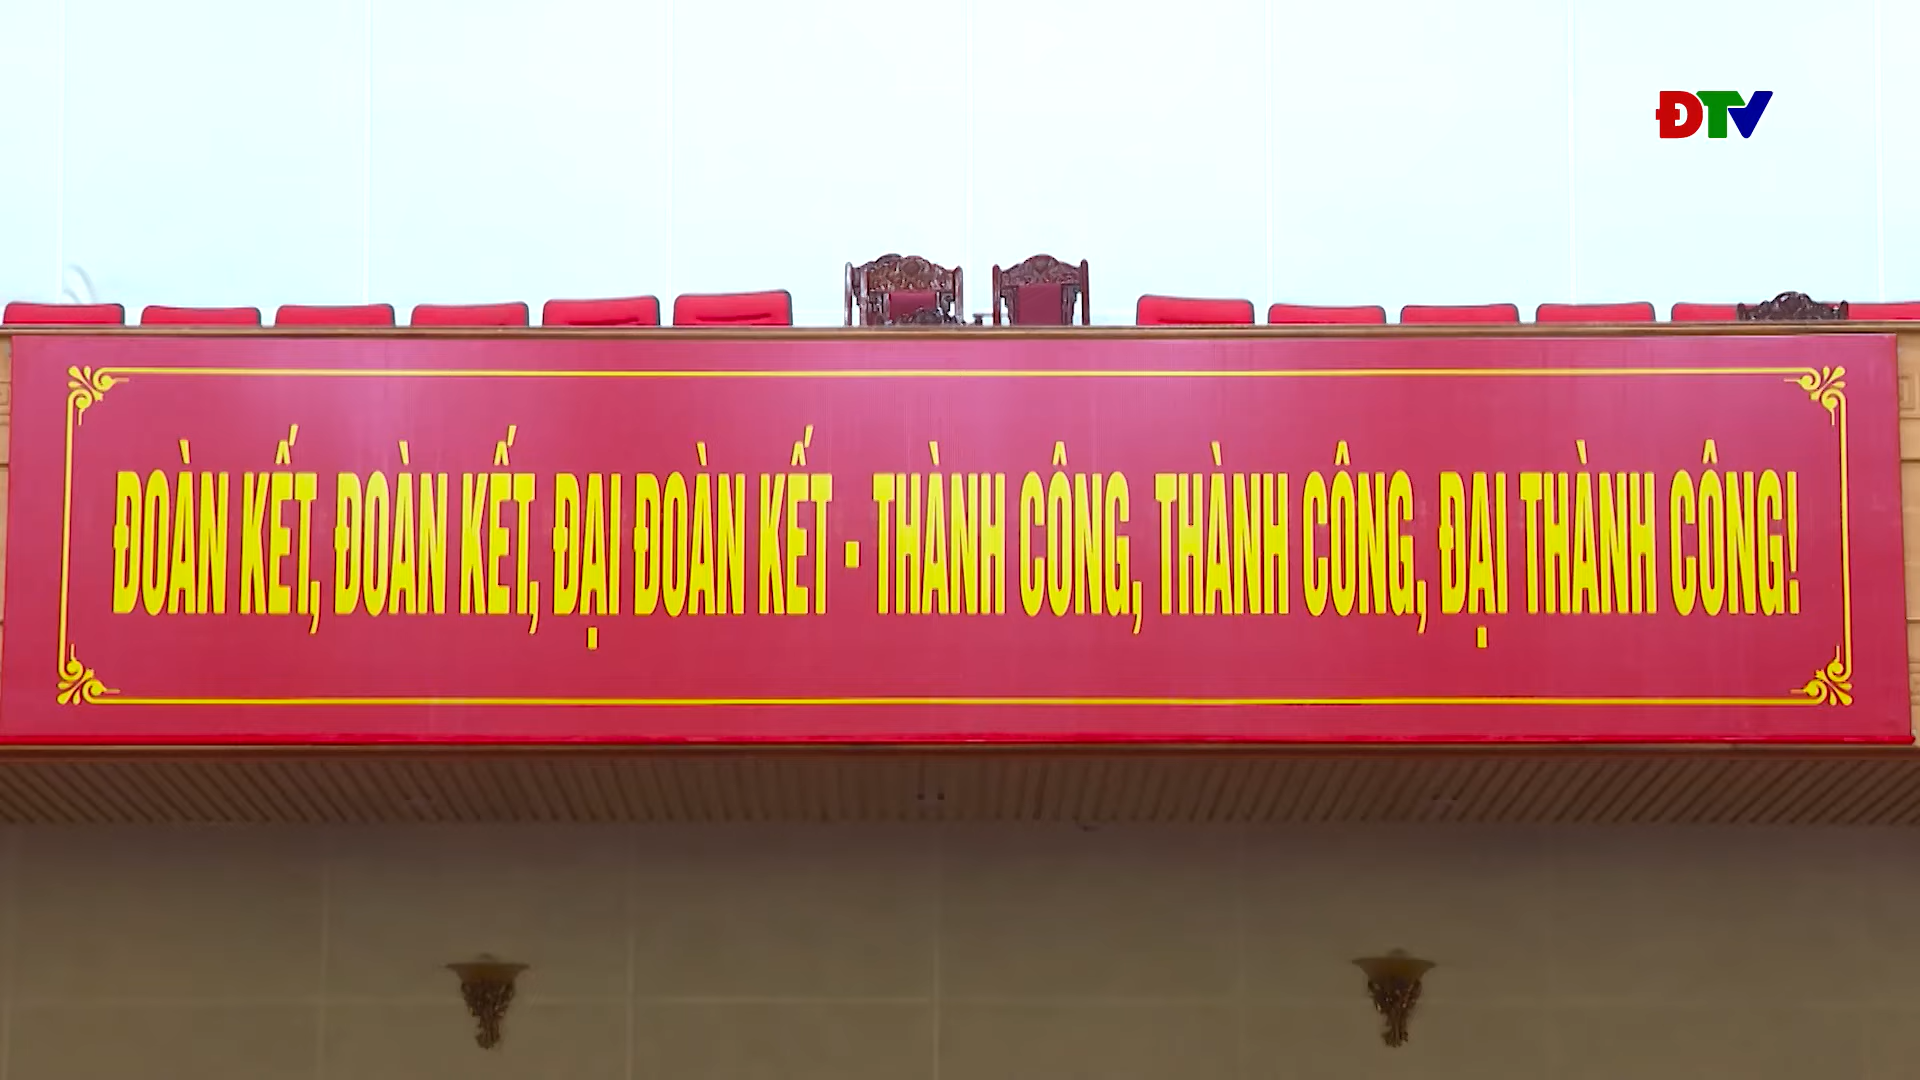 ĐTV
ĐOÀN KẾT, ĐOÀN KẾT, ĐẠI ĐOÀN KẾT - THÀNH CÔNG, THÀNH CÔNG, ĐẠI THÀNH CÔNG!